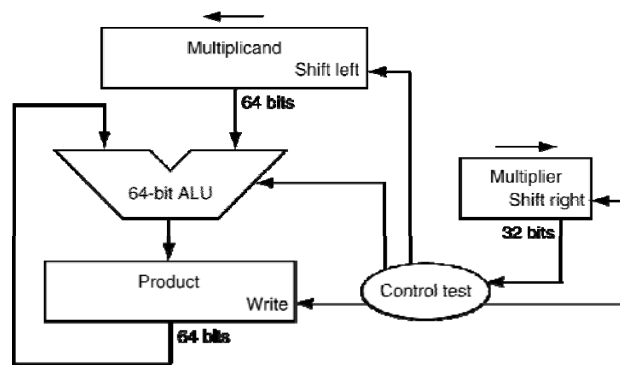 Multiplicand
Shift left
64 bits
64-bit ALU
Multiplier
Shift right
32 bits
Product
Write
Control test
64 bits